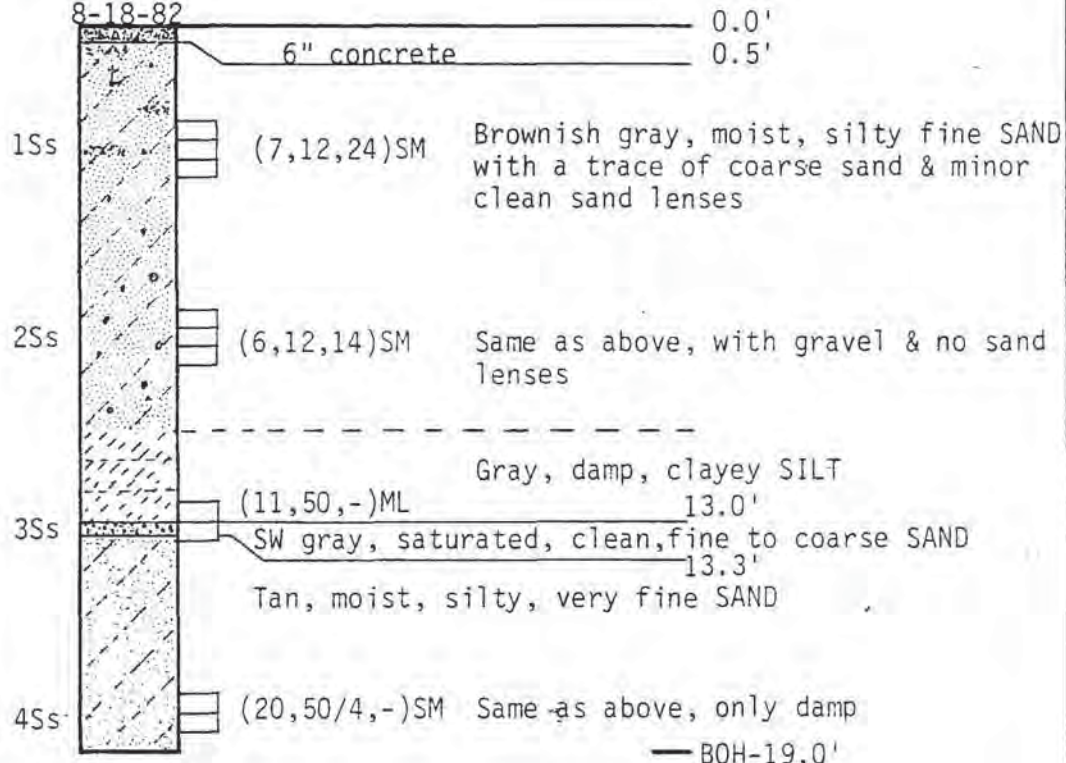 8-18-82
0.0'
6" concrete 0.5'
1Ss (7,12,24)SM Brownish gray, moist, silty fine SAND
with a trace of coarse sand & minor
clean sand lenses
2Ss (6,12,14)SM Same as above, with gravel & no sand
lenses
Gray, damp, clayey SILT
(11,50,-)ML 13.0'
3Ss SW gray, saturated, clean,fine to coarse SAND
13.3'
Tan, moist, silty, very fine SAND
4Ss (20,50/4,-)SM Same as above, only damp
BOH-19.0'